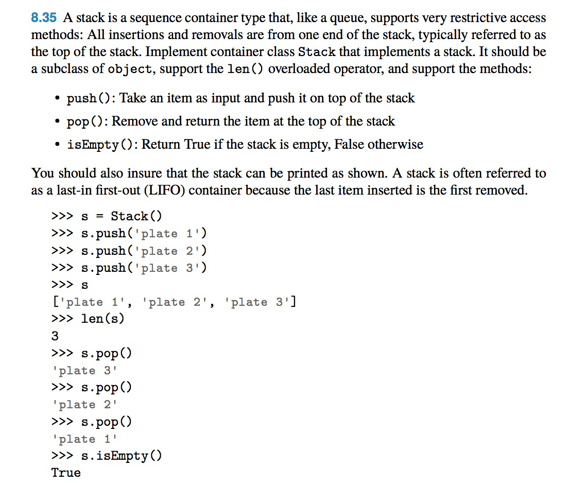 8.35 A stack is a sequence container type that, like a queue, supports very restrictive access
methods: All insertions and removals are from one end of the stack, typically referred to as
the top of the stack. Implement container class Stack that implements a stack. It should be
a subclass of object, support the len() overloaded operator, and support the methods:
• push(): Take an item as input and push it on top of the stack
• pop(): Remove and return the item at the top of the stack
• isEmpty(): Return True if the stack is empty, False otherwise
You should also insure that the stack can be printed as shown. A stack is often referred to
as a last-in first-out (LIFO) container because the last item inserted is the first removed.
>>> s = Stack()
>>> s.push('plate 1')
>>> s.push('plate 2')
>>> s.push('plate 3')
>>> s
['plate 1', 'plate 2', 'plate 3']
>>> len(s)
3
>>> s.pop()
'plate 3'
>>> s.pop()
'plate 2'
>>> s.pop()
'plate 1'
>>> s.isEmpty()
True